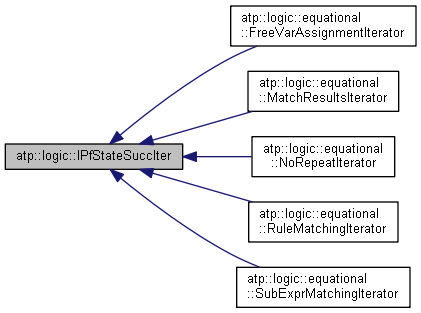 atp::logic::equational
::FreeVarAssignmentIterator
atp::logic::equational
::MatchResultsIterator
atp::logic::IPfStateSuccIter
atp::logic::equational
::NoRepeatIterator
atp::logic::equational
::RuleMatchingIterator
atp::logic::equational
::SubExprMatchingIterator